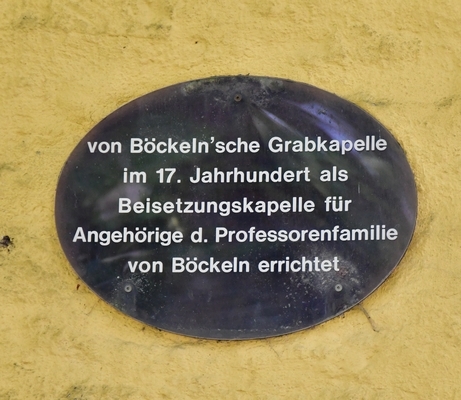 von Böckeln'sche Grabkapelle
im 17. Jahrhundert als
Beisetzungskapelle für
Angehörige d. Professorenfamilie
von Böckeln errichtet